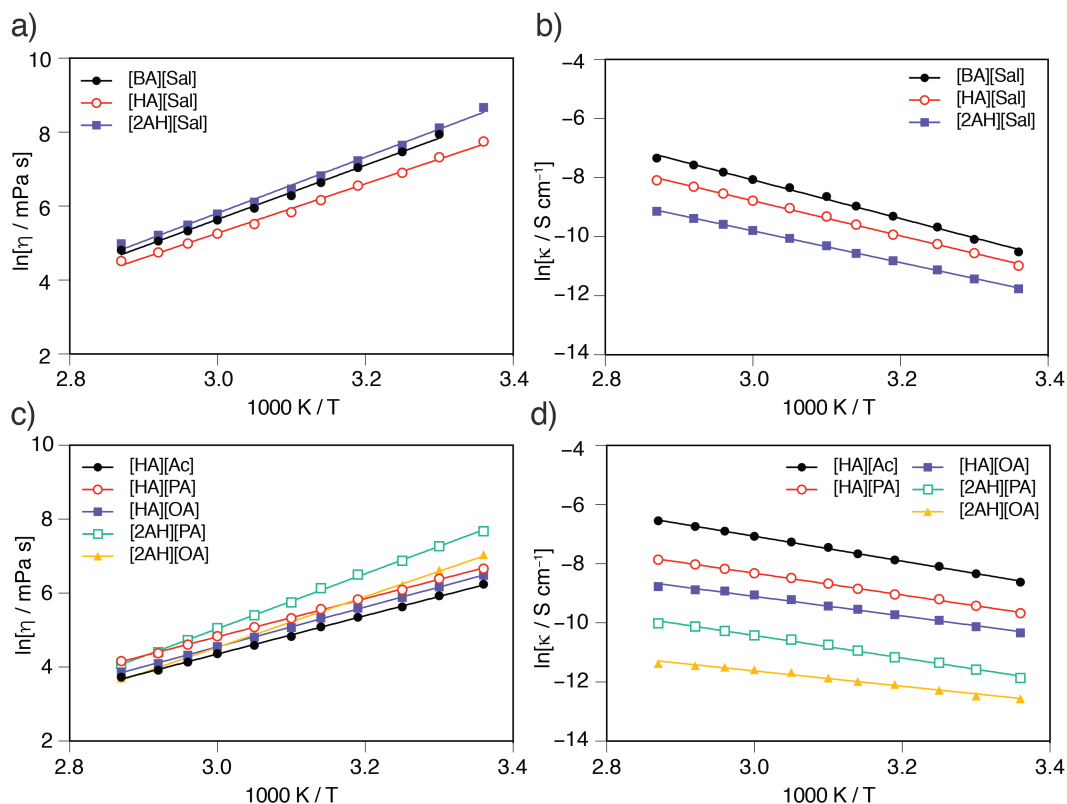 a)
10
8
6
4
2
ln[η / mPa s]
[BA][Sal]
[HA][Sal]
[2AH][Sal]
2.8
3.0
3.2
3.4
1000 K / T
b)
−4
−6
−8
−10
−12
−14
ln[κ / S cm⁻¹]
[BA][Sal]
[HA][Sal]
[2AH][Sal]
2.8
3.0
3.2
3.4
1000 K / T
c)
10
8
6
4
2
ln[η / mPa s]
[HA][Ac]
[HA][PA]
[HA][OA]
[2AH][PA]
[2AH][OA]
2.8
3.0
3.2
3.4
1000 K / T
d)
−4
−6
−8
−10
−12
−14
ln[κ / S cm⁻¹]
[HA][Ac]
[HA][PA]
[HA][OA]
[2AH][PA]
[2AH][OA]
2.8
3.0
3.2
3.4
1000 K / T